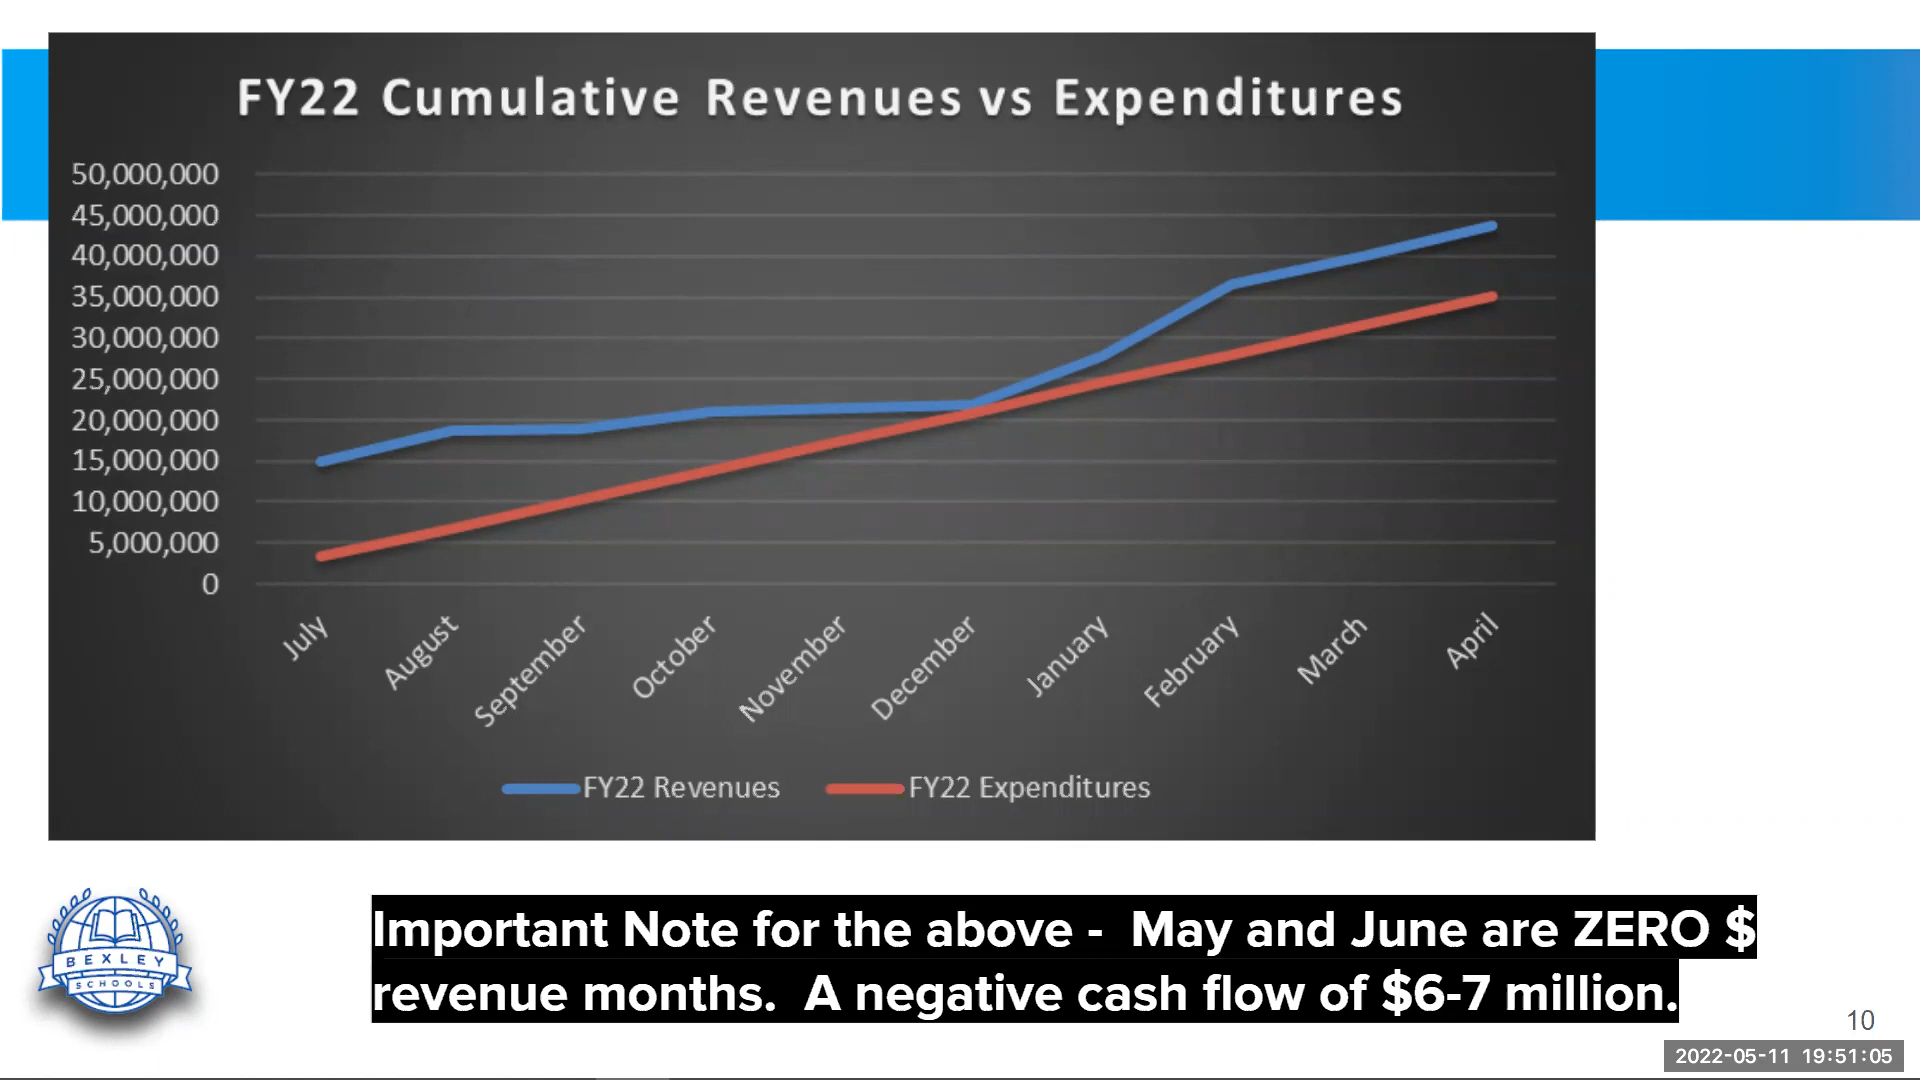 FY22 Cumulative Revenues vs Expenditures
50,000,000
45,000,000
40,000,000
35,000,000
30,000,000
25,000,000
20,000,000
15,000,000
10,000,000
5,000,000
0
July
August
September
October
November
December
January
February
March
April
FY22 Revenues
FY22 Expenditures
BEXLEY
SCHOOLS
Important Note for the above - May and June are ZERO $
revenue months. A negative cash flow of $6-7 million.
10
2022-05-11 19:51:05